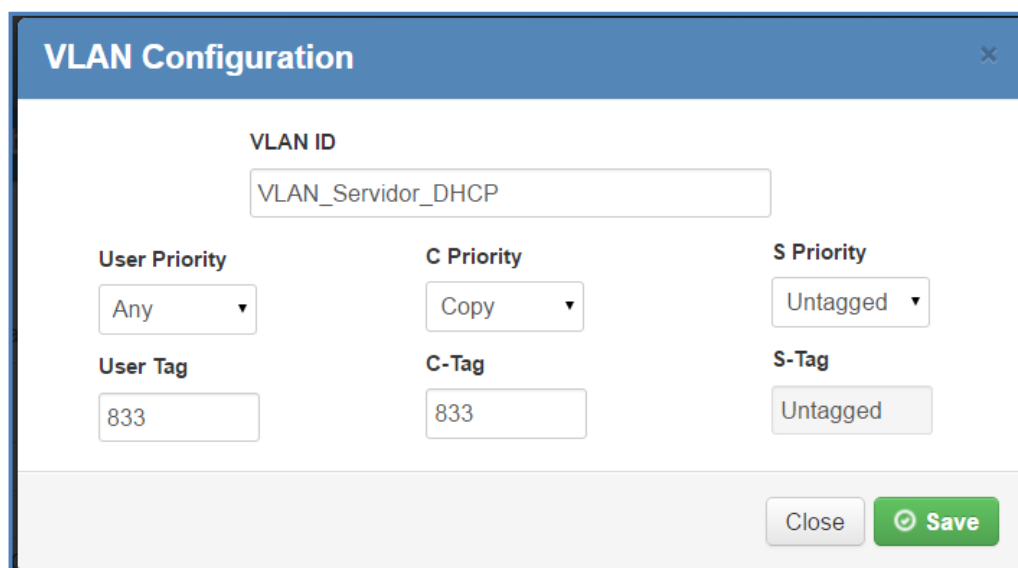 VLAN Configuration ×
VLAN ID
VLAN_Servidor_DHCP
User Priority C Priority S Priority
Any Copy Untagged
User Tag C-Tag S-Tag
833 833 Untagged
Close Save